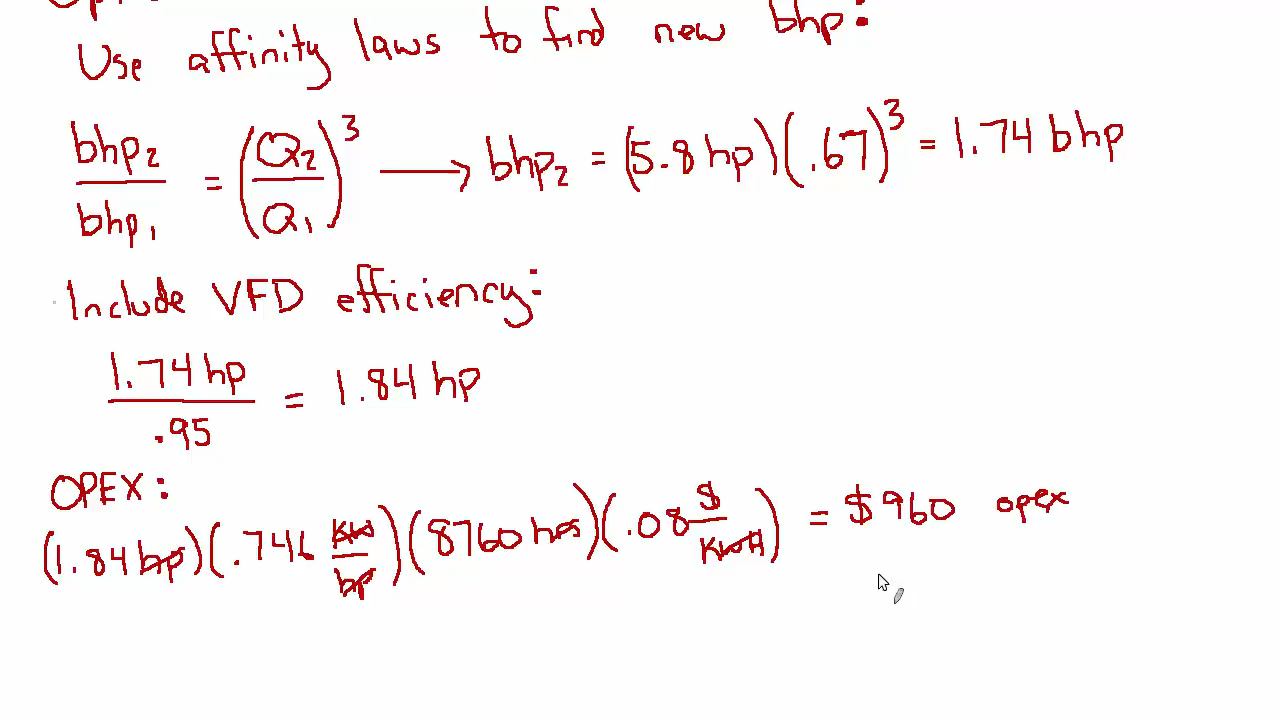 Use affinity laws to find new bhp:
bhp₂/bhp₁ = (Q₂/Q₁)³ → bhp₂ = (5.8 hp)(.67)³ = 1.74 bhp
Include VFD efficiency:
1.74 hp/.95 = 1.84 hp
OPEX:
(1.84 hp)(.746 KW/hp)(8760 hrs)(.08 $/KWH) = $960 opex